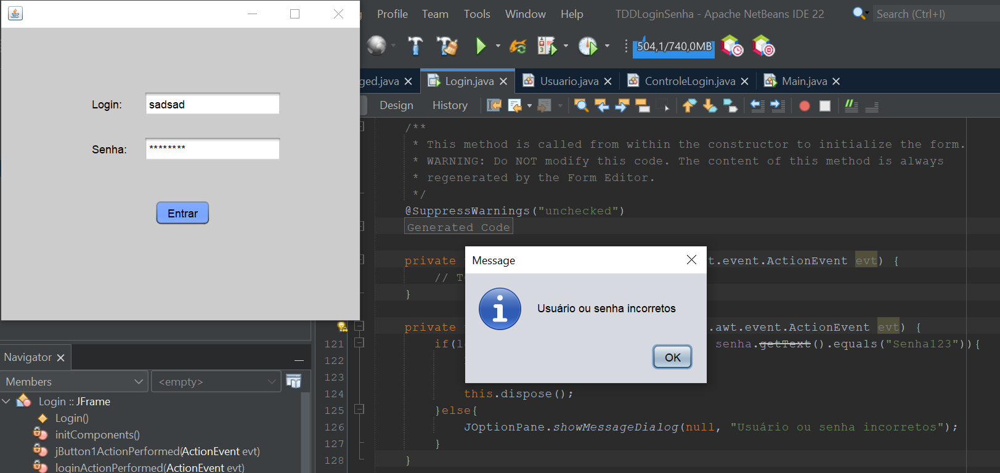 Profile Team Tools Window Help TDDLoginSenha - Apache NetBeans IDE 22 Search (Ctrl+I)
504,1/740,0MB
ged.java Login.java Usuario.java ControleLogin.java Main.java
Design History
Login: sadsad
Senha: ********
Entrar
/**
* This method is called from within the constructor to initialize the form.
* WARNING: Do NOT modify this code. The content of this method is always
* regenerated by the Form Editor.
*/
@SuppressWarnings("unchecked")
Generated Code
private t.event.ActionEvent evt) {
// T
}
Message
Usuário ou senha incorretos
OK
private .awt.event.ActionEvent evt) {
121 if(l senha.getText().equals("Senha123")){
122
123
124 this.dispose();
125 }else{
126 JOptionPane.showMessageDialog(null, "Usuário ou senha incorretos");
127 }
128 }
Navigator
Members <empty>
Login :: JFrame
Login()
initComponents()
jButton1ActionPerformed(ActionEvent evt)
loginActionPerformed(ActionEvent evt)